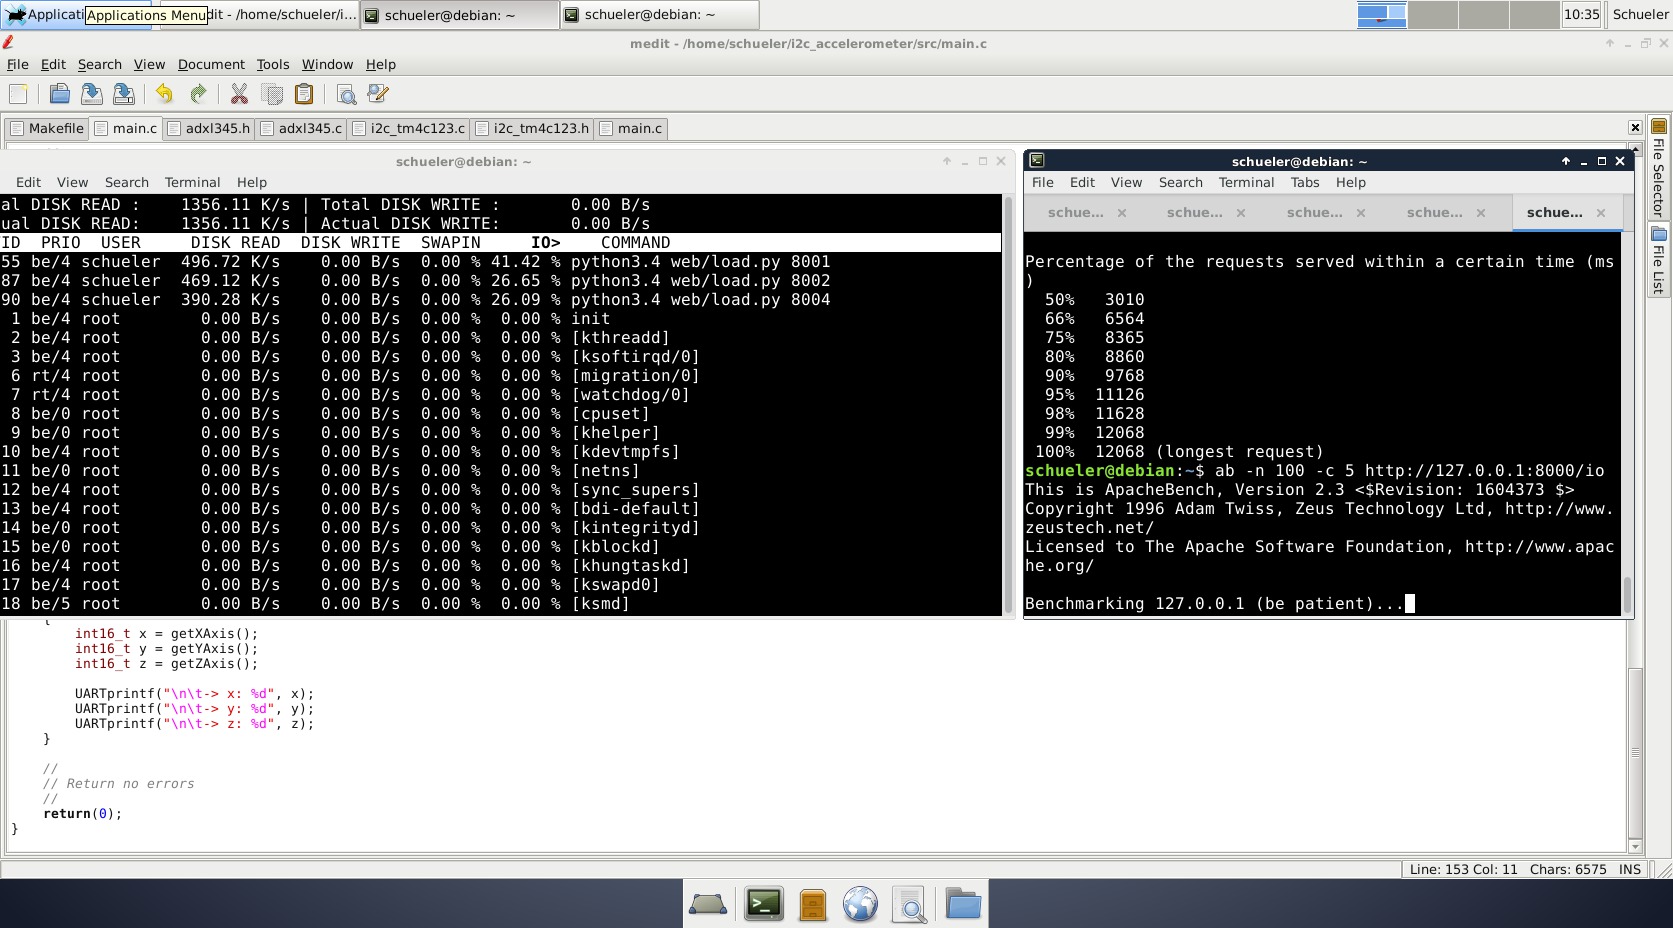 Applicati
Applications Menu
dit - /home/schueler/i...
schueler@debian: ~
schueler@debian: ~
10:35
Schueler
medit - /home/schueler/i2c_accelerometer/src/main.c
File Edit Search View Document Tools Window Help
Makefile
main.c
adxl345.h
adxl345.c
i2c_tm4c123.c
i2c_tm4c123.h
main.c
File Selector
File List
schueler@debian: ~
Edit View Search Terminal Help
al DISK READ : 1356.11 K/s | Total DISK WRITE : 0.00 B/s
ual DISK READ: 1356.11 K/s | Actual DISK WRITE: 0.00 B/s
ID PRIO USER DISK READ DISK WRITE SWAPIN IO> COMMAND
55 be/4 schueler 496.72 K/s 0.00 B/s 0.00 % 41.42 % python3.4 web/load.py 8001
87 be/4 schueler 469.12 K/s 0.00 B/s 0.00 % 26.65 % python3.4 web/load.py 8002
90 be/4 schueler 390.28 K/s 0.00 B/s 0.00 % 26.09 % python3.4 web/load.py 8004
1 be/4 root 0.00 B/s 0.00 B/s 0.00 % 0.00 % init
2 be/4 root 0.00 B/s 0.00 B/s 0.00 % 0.00 % [kthreadd]
3 be/4 root 0.00 B/s 0.00 B/s 0.00 % 0.00 % [ksoftirqd/0]
6 rt/4 root 0.00 B/s 0.00 B/s 0.00 % 0.00 % [migration/0]
7 rt/4 root 0.00 B/s 0.00 B/s 0.00 % 0.00 % [watchdog/0]
8 be/0 root 0.00 B/s 0.00 B/s 0.00 % 0.00 % [cpuset]
9 be/0 root 0.00 B/s 0.00 B/s 0.00 % 0.00 % [khelper]
10 be/4 root 0.00 B/s 0.00 B/s 0.00 % 0.00 % [kdevtmpfs]
11 be/0 root 0.00 B/s 0.00 B/s 0.00 % 0.00 % [netns]
12 be/4 root 0.00 B/s 0.00 B/s 0.00 % 0.00 % [sync_supers]
13 be/4 root 0.00 B/s 0.00 B/s 0.00 % 0.00 % [bdi-default]
14 be/0 root 0.00 B/s 0.00 B/s 0.00 % 0.00 % [kintegrityd]
15 be/0 root 0.00 B/s 0.00 B/s 0.00 % 0.00 % [kblockd]
16 be/4 root 0.00 B/s 0.00 B/s 0.00 % 0.00 % [khungtaskd]
17 be/4 root 0.00 B/s 0.00 B/s 0.00 % 0.00 % [kswapd0]
18 be/5 root 0.00 B/s 0.00 B/s 0.00 % 0.00 % [ksmd]
schueler@debian: ~
File Edit View Search Terminal Tabs Help
schue...
schue...
schue...
schue...
schue...
Percentage of the requests served within a certain time (ms
)
50% 3010
66% 6564
75% 8365
80% 8860
90% 9768
95% 11126
98% 11628
99% 12068
100% 12068 (longest request)
schueler@debian:~$ ab -n 100 -c 5 http://127.0.0.1:8000/io
This is ApacheBench, Version 2.3 <$Revision: 1604373 $>
Copyright 1996 Adam Twiss, Zeus Technology Ltd, http://www.
zeustech.net/
Licensed to The Apache Software Foundation, http://www.apac
he.org/
Benchmarking 127.0.0.1 (be patient)...
{
int16_t x = getXAxis();
int16_t y = getYAxis();
int16_t z = getZAxis();
UARTprintf("\n\t-> x: %d", x);
UARTprintf("\n\t-> y: %d", y);
UARTprintf("\n\t-> z: %d", z);
}
//
// Return no errors
//
return(0);
}
Line: 153 Col: 11 Chars: 6575 INS